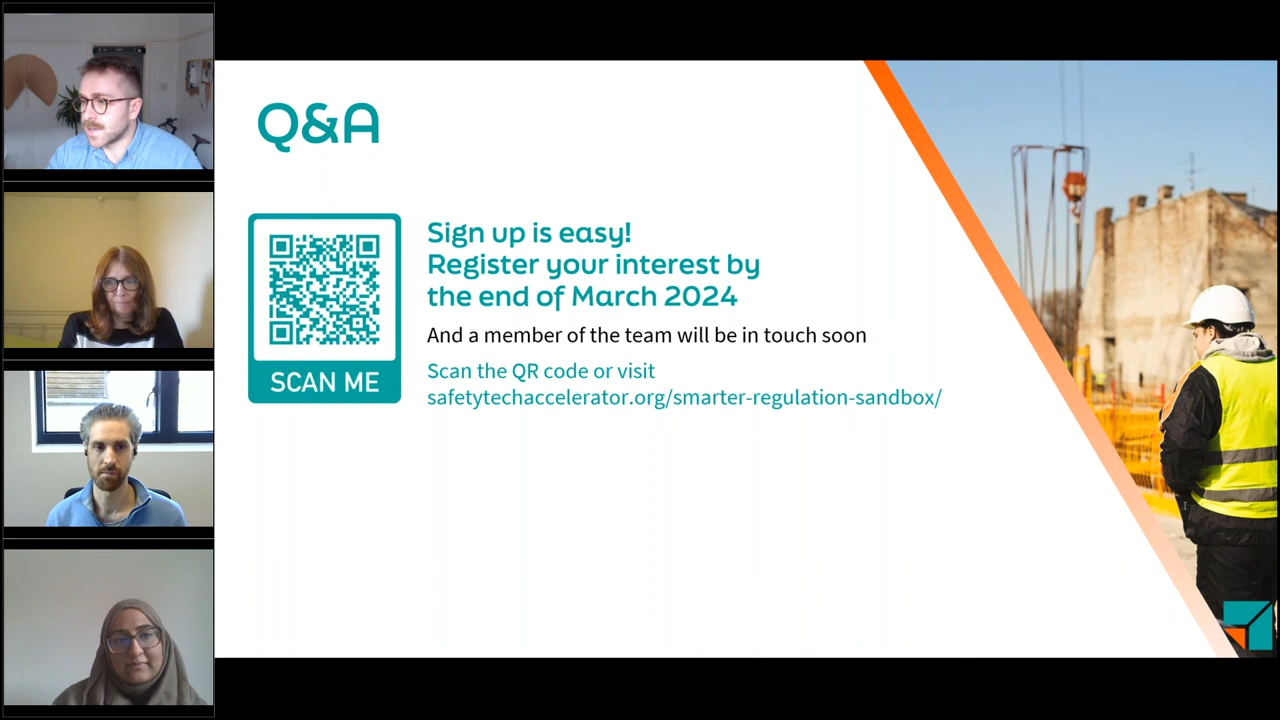 Q&A
Sign up is easy!
Register your interest by
the end of March 2024
And a member of the team will be in touch soon
Scan the QR code or visit
safetytechaccelerator.org/smarter-regulation-sandbox/
SCAN ME